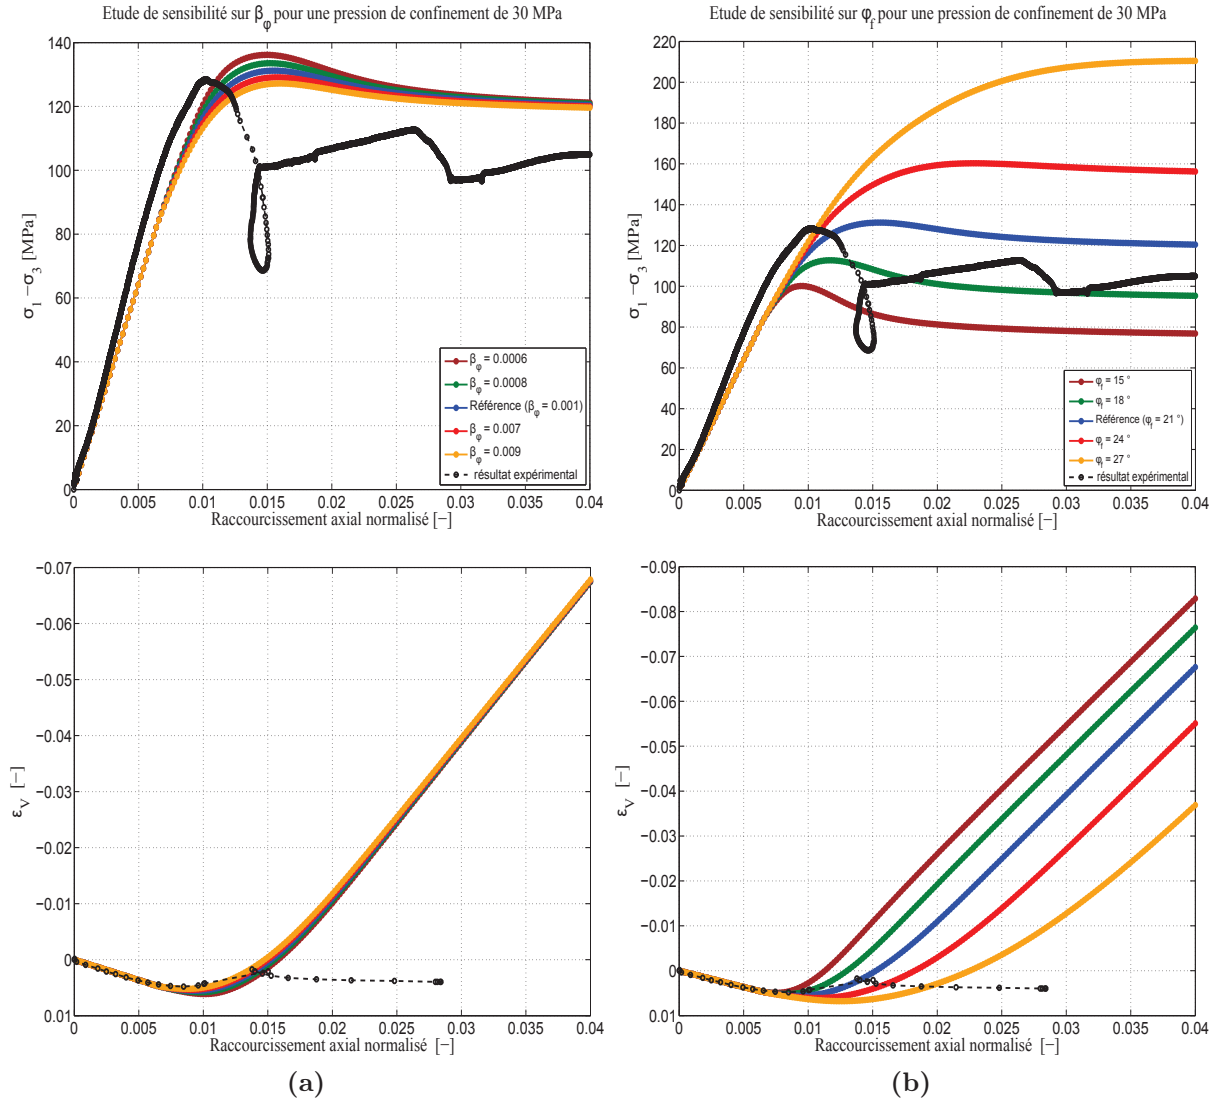 Etude de sensibilité sur βφ pour une pression de confinement de 30 MPa
140
120
100
80
60
40
20
0
σ1 −σ3 [MPa]
βφ = 0.0006
βφ = 0.0008
Référence (βφ = 0.001)
βφ = 0.007
βφ = 0.009
résultat expérimental
0 0.005 0.01 0.015 0.02 0.025 0.03 0.035 0.04
Raccourcissement axial normalisé [−]
Etude de sensibilité sur φf pour une pression de confinement de 30 MPa
220
200
180
160
140
120
100
80
60
40
20
0
σ1 −σ3 [MPa]
φf = 15 °
φf = 18 °
Référence (φf = 21 °)
φf = 24 °
φf = 27 °
résultat expérimental
0 0.005 0.01 0.015 0.02 0.025 0.03 0.035 0.04
Raccourcissement axial normalisé [−]
−0.07
−0.06
−0.05
−0.04
−0.03
−0.02
−0.01
0
0.01
εV [−]
0 0.005 0.01 0.015 0.02 0.025 0.03 0.035 0.04
Raccourcissement axial normalisé [−]
(a)
−0.09
−0.08
−0.07
−0.06
−0.05
−0.04
−0.03
−0.02
−0.01
0
0.01
εV [−]
0 0.005 0.01 0.015 0.02 0.025 0.03 0.035 0.04
Raccourcissement axial normalisé [−]
(b)